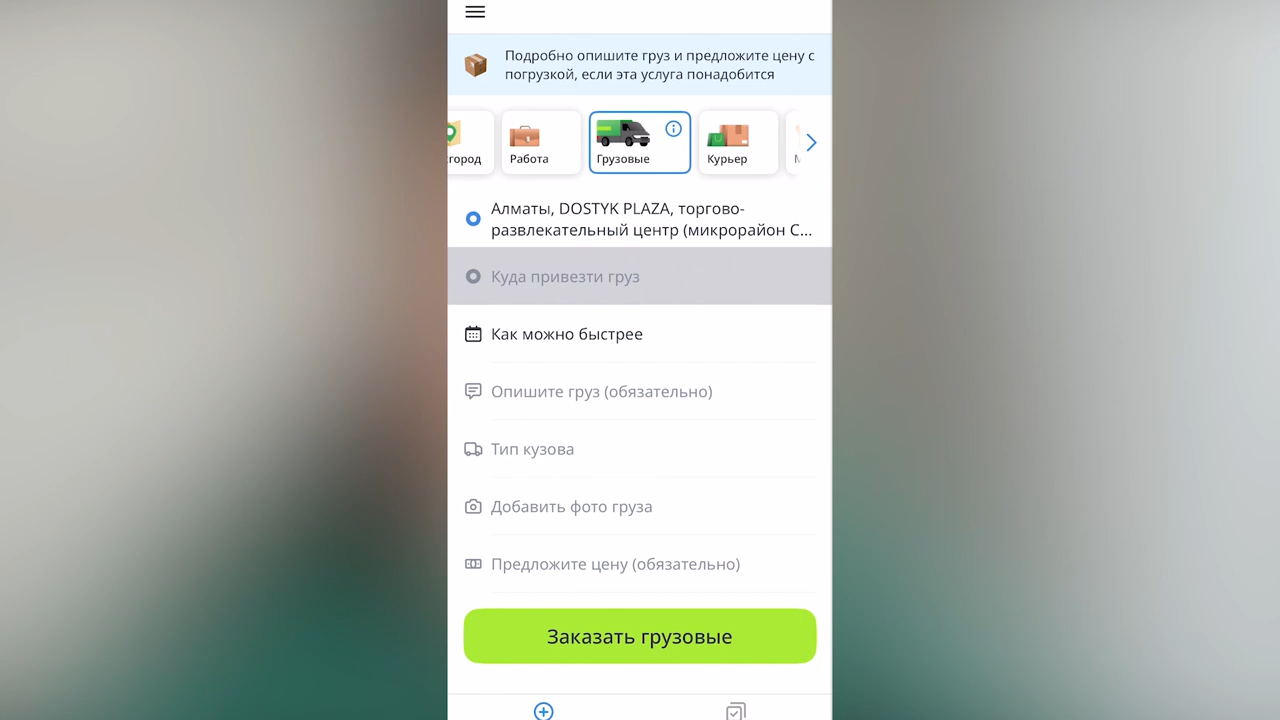 Подробно опишите груз и предложите цену с
погрузкой, если эта услуга понадобится
город
Работа
Грузовые
Курьер
Алматы, DOSTYK PLAZA, торгово-
развлекательный центр (микрорайон С...
Куда привезти груз
Как можно быстрее
Опишите груз (обязательно)
Тип кузова
Добавить фото груза
Предложите цену (обязательно)
Заказать грузовые